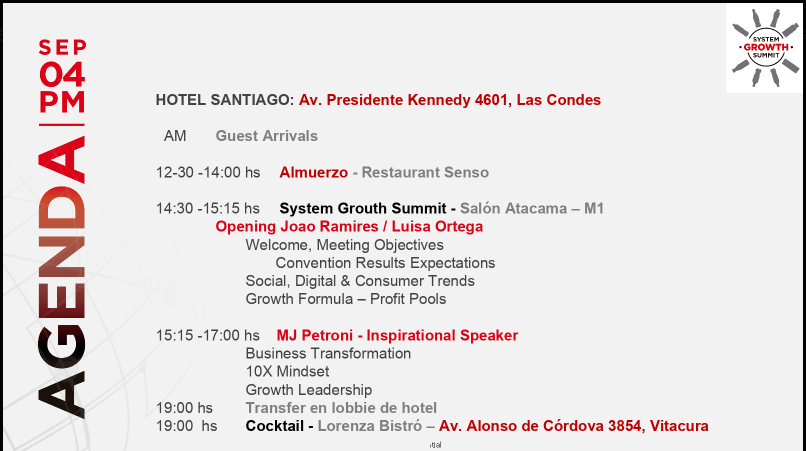 SEP
04
PM
AGENDA
SYSTEM
GROWTH
SUMMIT
HOTEL SANTIAGO: Av. Presidente Kennedy 4601, Las Condes
AM Guest Arrivals
12-30 -14:00 hs Almuerzo - Restaurant Senso
14:30 -15:15 hs System Grouth Summit - Salón Atacama – M1
Opening Joao Ramires / Luisa Ortega
Welcome, Meeting Objectives
Convention Results Expectations
Social, Digital & Consumer Trends
Growth Formula – Profit Pools
15:15 -17:00 hs MJ Petroni - Inspirational Speaker
Business Transformation
10X Mindset
Growth Leadership
19:00 hs Transfer en lobbie de hotel
19:00 hs Cocktail - Lorenza Bistró – Av. Alonso de Córdova 3854, Vitacura